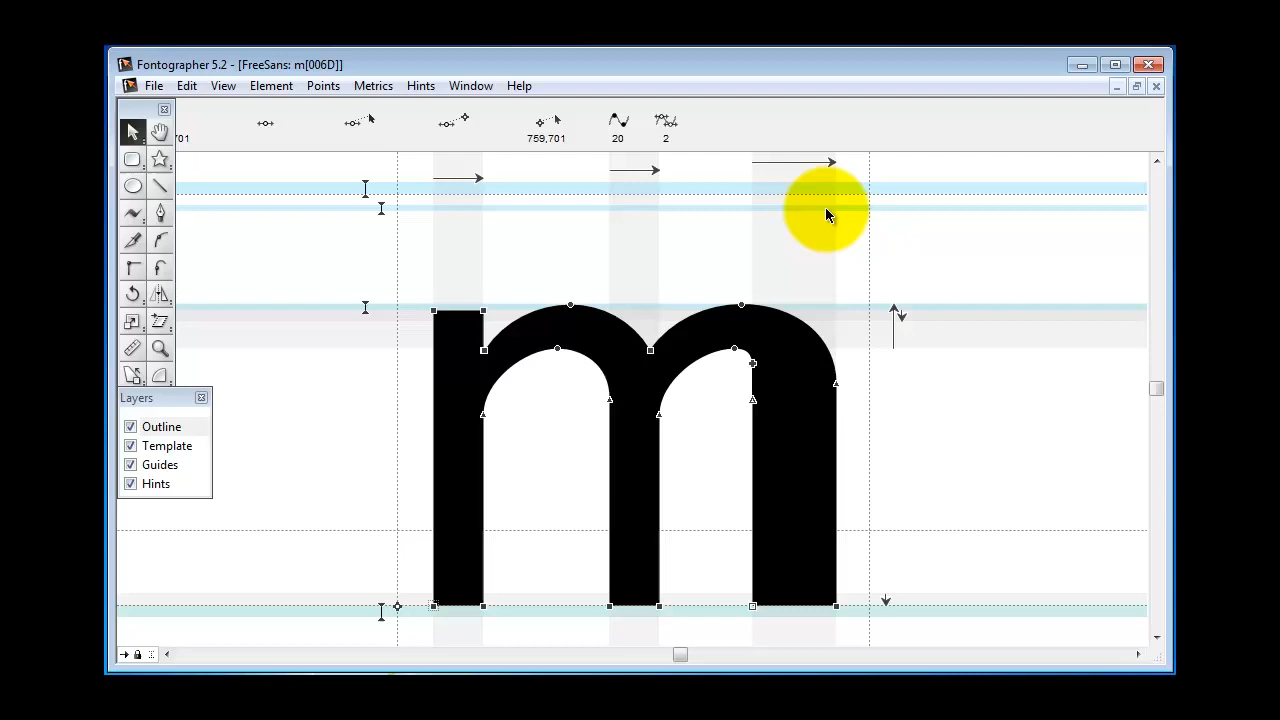 Fontographer 5.2 - [FreeSans: m[006D]]
File Edit View Element Points Metrics Hints Window Help
701 759,701 20 2
Layers
Outline
Template
Guides
Hints
m